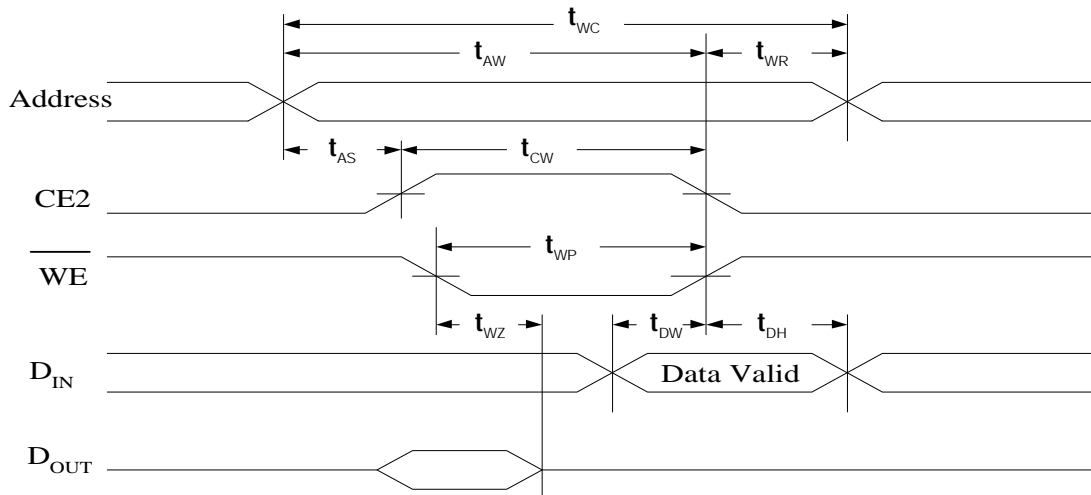 tWC
tAW tWR
Address
tAS tCW
CE2
tWP
WE
tWZ tDW tDH
DIN Data Valid
DOUT